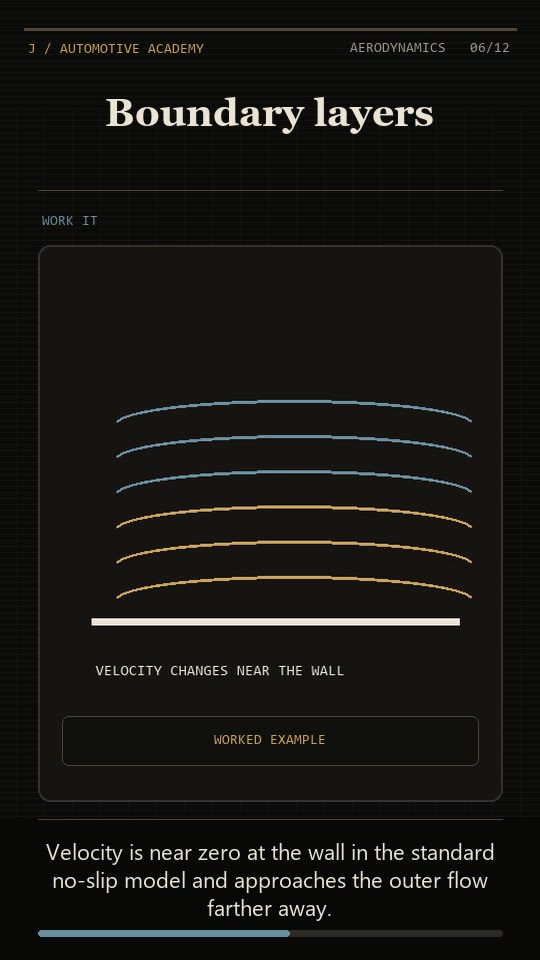 J / AUTOMOTIVE ACADEMY
AERODYNAMICS 06/12
Boundary layers
WORK IT
VELOCITY CHANGES NEAR THE WALL
WORKED EXAMPLE
Velocity is near zero at the wall in the standard
no-slip model and approaches the outer flow
farther away.